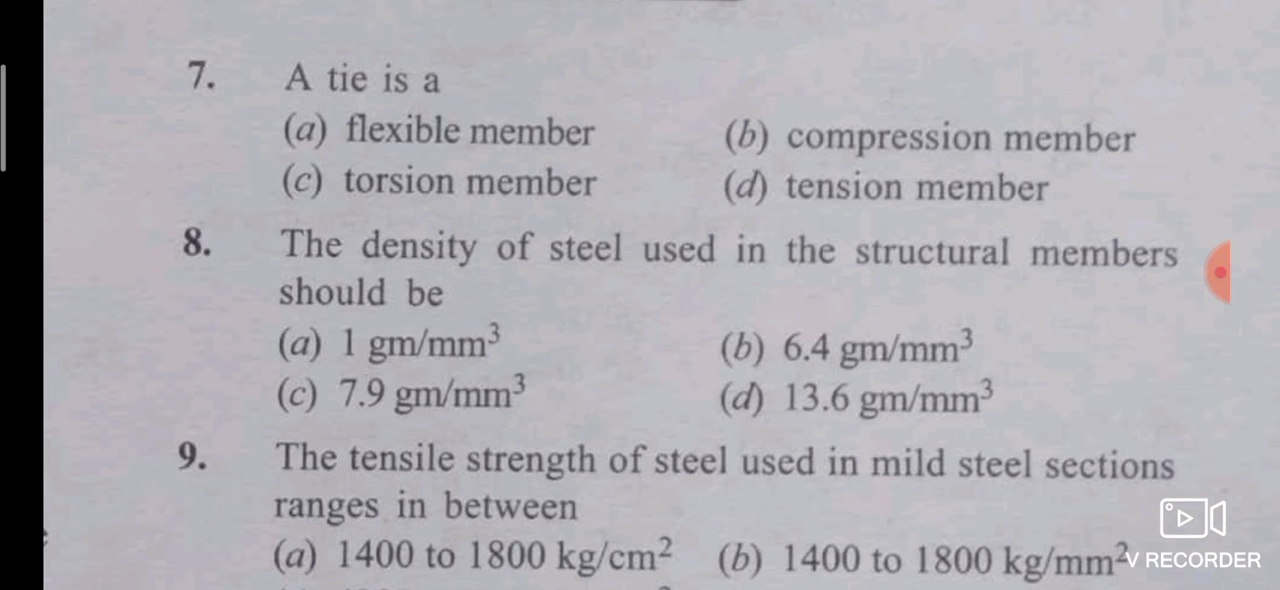 7. A tie is a
(a) flexible member (b) compression member
(c) torsion member (d) tension member
8. The density of steel used in the structural members
should be
(a) 1 gm/mm³ (b) 6.4 gm/mm³
(c) 7.9 gm/mm³ (d) 13.6 gm/mm³
9. The tensile strength of steel used in mild steel sections
ranges in between
(a) 1400 to 1800 kg/cm² (b) 1400 to 1800 kg/mm²
V RECORDER